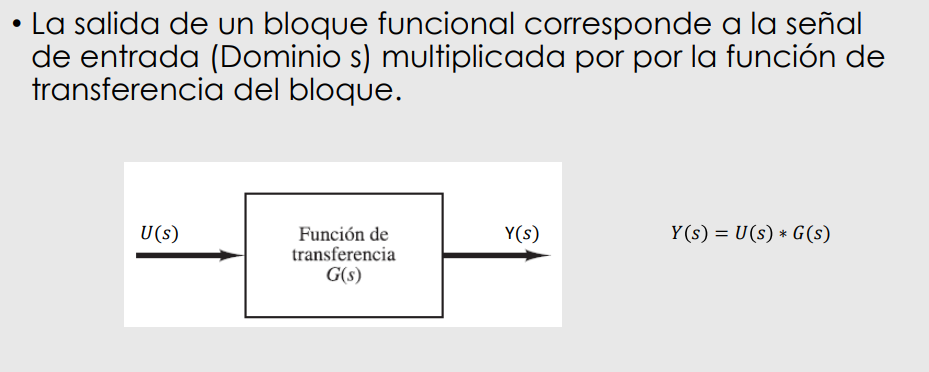 • La salida de un bloque funcional corresponde a la señal
de entrada (Dominio s) multiplicada por por la función de
transferencia del bloque.
U(s)
Función de
transferencia
G(s)
Y(s)
Y(s) = U(s) ∗ G(s)